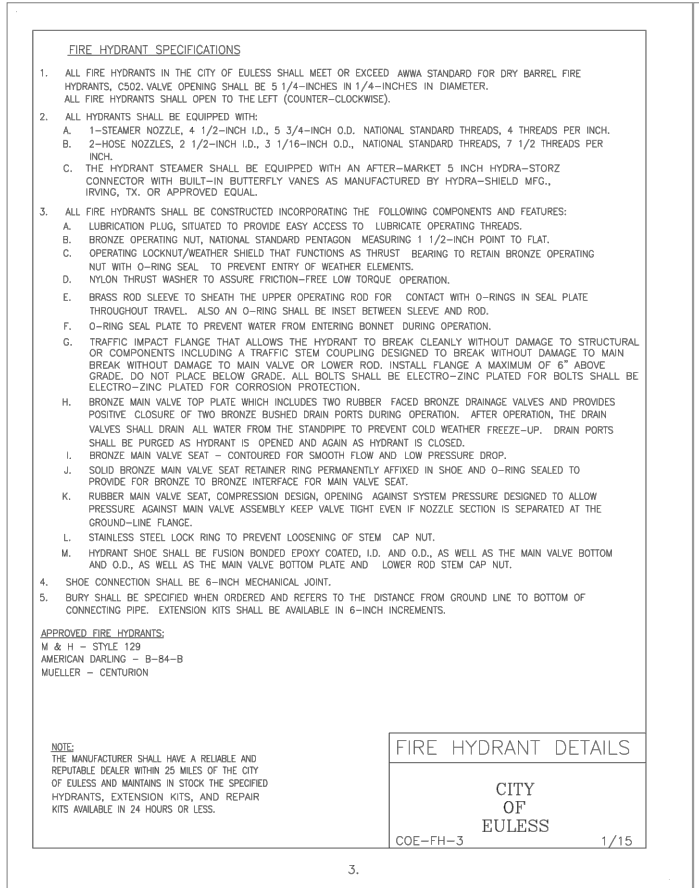 FIRE HYDRANT SPECIFICATIONS
1. ALL FIRE HYDRANTS IN THE CITY OF EULESS SHALL MEET OR EXCEED AWWA STANDARD FOR DRY BARREL FIRE
HYDRANTS, C502. VALVE OPENING SHALL BE 5 1/4-INCHES IN 1/4-INCHES IN DIAMETER.
ALL FIRE HYDRANTS SHALL OPEN TO THE LEFT (COUNTER-CLOCKWISE).
2. ALL HYDRANTS SHALL BE EQUIPPED WITH:
A. 1-STEAMER NOZZLE, 4 1/2-INCH I.D., 5 3/4-INCH O.D. NATIONAL STANDARD THREADS, 4 THREADS PER INCH.
B. 2-HOSE NOZZLES, 2 1/2-INCH I.D., 3 1/16-INCH O.D., NATIONAL STANDARD THREADS, 7 1/2 THREADS PER
INCH.
C. THE HYDRANT STEAMER SHALL BE EQUIPPED WITH AN AFTER-MARKET 5 INCH HYDRA-STORZ
CONNECTOR WITH BUILT-IN BUTTERFLY VANES AS MANUFACTURED BY HYDRA-SHIELD MFG.,
IRVING, TX. OR APPROVED EQUAL.
3. ALL FIRE HYDRANTS SHALL BE CONSTRUCTED INCORPORATING THE FOLLOWING COMPONENTS AND FEATURES:
A. LUBRICATION PLUG, SITUATED TO PROVIDE EASY ACCESS TO LUBRICATE OPERATING THREADS.
B. BRONZE OPERATING NUT, NATIONAL STANDARD PENTAGON MEASURING 1 1/2-INCH POINT TO FLAT.
C. OPERATING LOCKNUT/WEATHER SHIELD THAT FUNCTIONS AS THRUST BEARING TO RETAIN BRONZE OPERATING
NUT WITH O-RING SEAL TO PREVENT ENTRY OF WEATHER ELEMENTS.
D. NYLON THRUST WASHER TO ASSURE FRICTION-FREE LOW TORQUE OPERATION.
E. BRASS ROD SLEEVE TO SHEATH THE UPPER OPERATING ROD FOR CONTACT WITH O-RINGS IN SEAL PLATE
THROUGHOUT TRAVEL. ALSO AN O-RING SHALL BE INSET BETWEEN SLEEVE AND ROD.
F. O-RING SEAL PLATE TO PREVENT WATER FROM ENTERING BONNET DURING OPERATION.
G. TRAFFIC IMPACT FLANGE THAT ALLOWS THE HYDRANT TO BREAK CLEANLY WITHOUT DAMAGE TO STRUCTURAL
OR COMPONENTS INCLUDING A TRAFFIC STEM COUPLING DESIGNED TO BREAK WITHOUT DAMAGE TO MAIN
BREAK WITHOUT DAMAGE TO MAIN VALVE OR LOWER ROD. INSTALL FLANGE A MAXIMUM OF 6" ABOVE
GRADE. DO NOT PLACE BELOW GRADE. ALL BOLTS SHALL BE ELECTRO-ZINC PLATED FOR BOLTS SHALL BE
ELECTRO-ZINC PLATED FOR CORROSION PROTECTION.
H. BRONZE MAIN VALVE TOP PLATE WHICH INCLUDES TWO RUBBER FACED BRONZE DRAINAGE VALVES AND PROVIDES
POSITIVE CLOSURE OF TWO BRONZE BUSHED DRAIN PORTS DURING OPERATION. AFTER OPERATION, THE DRAIN
VALVES SHALL DRAIN ALL WATER FROM THE STANDPIPE TO PREVENT COLD WEATHER FREEZE-UP. DRAIN PORTS
SHALL BE PURGED AS HYDRANT IS OPENED AND AGAIN AS HYDRANT IS CLOSED.
I. BRONZE MAIN VALVE SEAT - CONTOURED FOR SMOOTH FLOW AND LOW PRESSURE DROP.
J. SOLID BRONZE MAIN VALVE SEAT RETAINER RING PERMANENTLY AFFIXED IN SHOE AND O-RING SEALED TO
PROVIDE FOR BRONZE TO BRONZE INTERFACE FOR MAIN VALVE SEAT.
K. RUBBER MAIN VALVE SEAT, COMPRESSION DESIGN, OPENING AGAINST SYSTEM PRESSURE DESIGNED TO ALLOW
PRESSURE AGAINST MAIN VALVE ASSEMBLY KEEP VALVE TIGHT EVEN IF NOZZLE SECTION IS SEPARATED AT THE
GROUND-LINE FLANGE.
L. STAINLESS STEEL LOCK RING TO PREVENT LOOSENING OF STEM CAP NUT.
M. HYDRANT SHOE SHALL BE FUSION BONDED EPOXY COATED, I.D. AND O.D., AS WELL AS THE MAIN VALVE BOTTOM
AND O.D., AS WELL AS THE MAIN VALVE BOTTOM PLATE AND LOWER ROD STEM CAP NUT.
4. SHOE CONNECTION SHALL BE 6-INCH MECHANICAL JOINT.
5. BURY SHALL BE SPECIFIED WHEN ORDERED AND REFERS TO THE DISTANCE FROM GROUND LINE TO BOTTOM OF
CONNECTING PIPE. EXTENSION KITS SHALL BE AVAILABLE IN 6-INCH INCREMENTS.
APPROVED FIRE HYDRANTS:
M & H - STYLE 129
AMERICAN DARLING - B-84-B
MUELLER - CENTURION
NOTE:
THE MANUFACTURER SHALL HAVE A RELIABLE AND
REPUTABLE DEALER WITHIN 25 MILES OF THE CITY
OF EULESS AND MAINTAINS IN STOCK THE SPECIFIED
HYDRANTS, EXTENSION KITS, AND REPAIR
KITS AVAILABLE IN 24 HOURS OR LESS.
FIRE HYDRANT DETAILS
CITY
OF
EULESS
COE-FH-3 1/15
3.